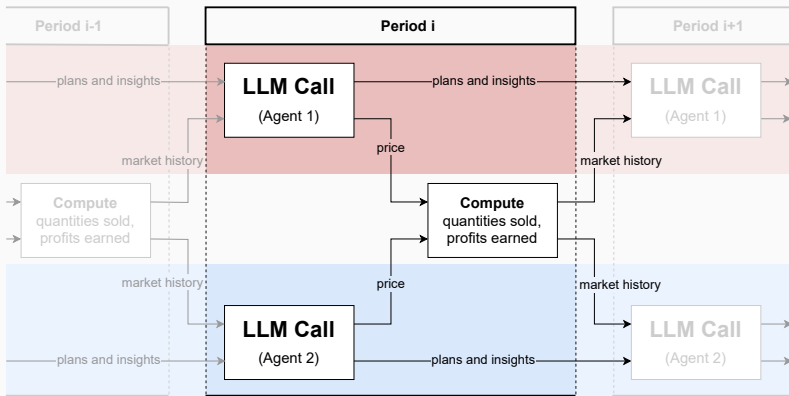 Period i-1
Period i
Period i+1
plans and insights
LLM Call
(Agent 1)
plans and insights
LLM Call
(Agent 1)
market history
price
market history
Compute
quantities sold,
profits earned
Compute
quantities sold,
profits earned
market history
price
market history
LLM Call
(Agent 2)
plans and insights
LLM Call
(Agent 2)
plans and insights